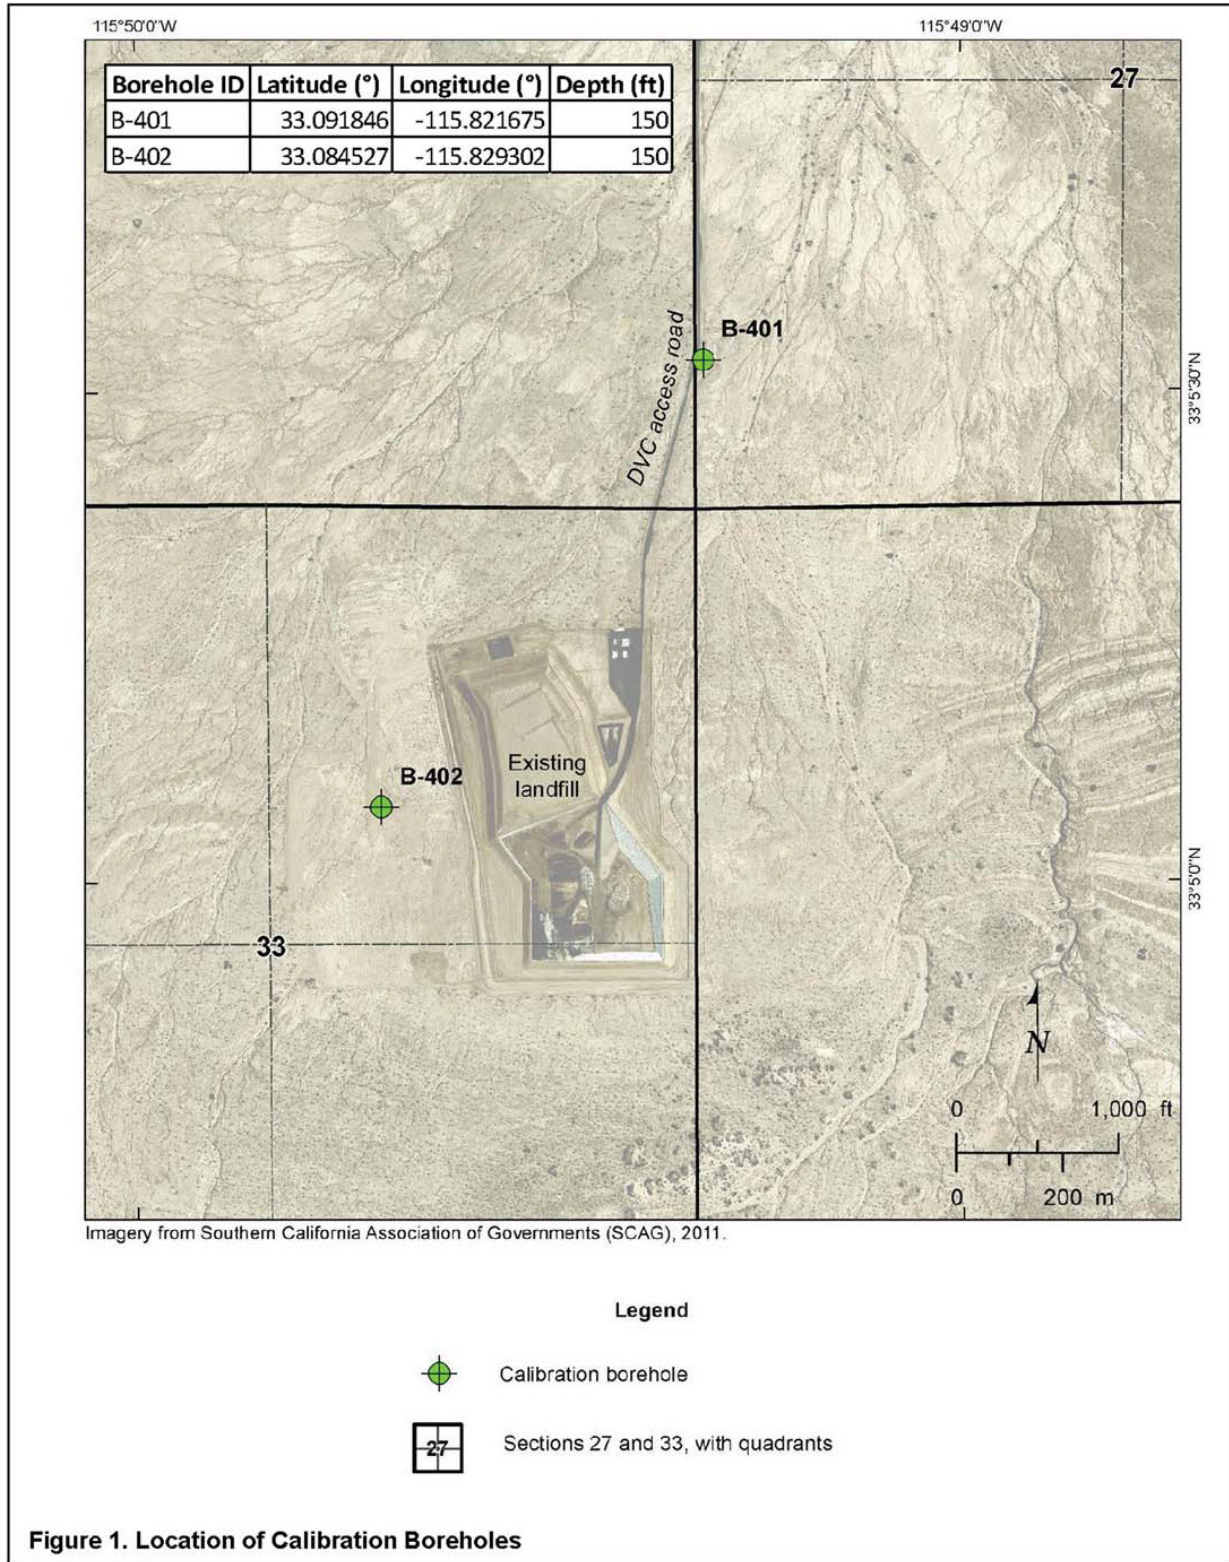 115°50'0"W
115°49'0"W
Borehole ID Latitude (°) Longitude (°) Depth (ft)
B-401 33.091846 -115.821675 150
B-402 33.084527 -115.829302 150
27
B-401
DVC access road
33°5'30"N
B-402
Existing
landfill
33°5'0"N
33
N
0 1,000 ft
0 200 m
Imagery from Southern California Association of Governments (SCAG), 2011.
Legend
Calibration borehole
27
Sections 27 and 33, with quadrants
Figure 1. Location of Calibration Boreholes